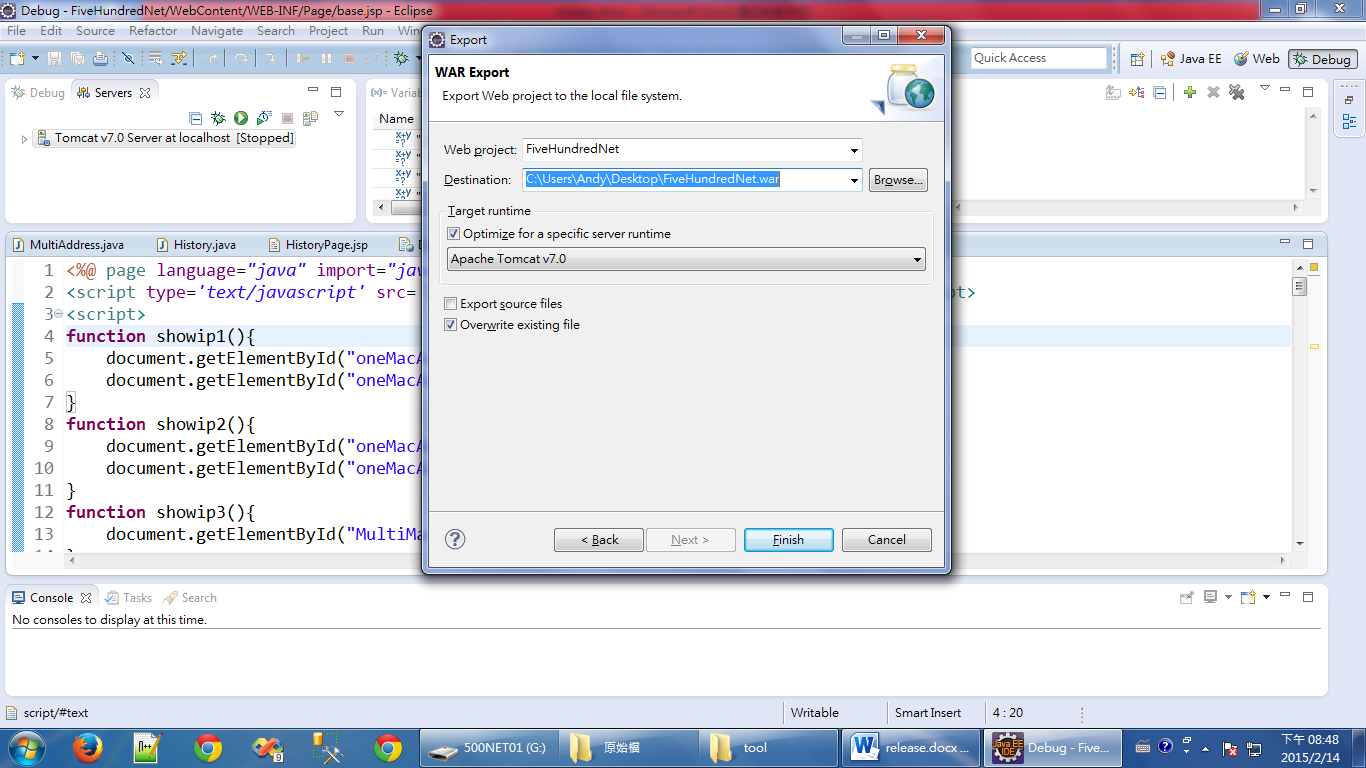 Debug - FiveHundredNet/WebContent/WEB-INF/Page/base.jsp - Eclipse
File Edit Source Refactor Navigate Search Project Run
Export
WAR Export
Export Web project to the local file system.
Quick Access
Java EE
Web
Debug
Debug
Servers
Tomcat v7.0 Server at localhost [Stopped]
Name
Web project:
FiveHundredNet
Destination:
C:\Users\Andy\Desktop\FiveHundredNet.war
Browse...
Target runtime
Optimize for a specific server runtime
Apache Tomcat v7.0
Export source files
Overwrite existing file
< Back
Next >
Finish
Cancel
MultiAddress.java
History.java
HistoryPage.jsp
1 <%@ page language="java" import="jav
2 <script type='text/javascript' src=
3 <script>
4 function showip1(){
5 document.getElementById("oneMacA
6 document.getElementById("oneMacA
7 }
8 function showip2(){
9 document.getElementById("oneMacA
10 document.getElementById("oneMacA
11 }
12 function showip3(){
13 document.getElementById("MultiMa
Console
Tasks
Search
No consoles to display at this time.
script/#text
Writable
Smart Insert
4 : 20
500NET01 (G:)
原始檔
tool
release.docx ...
Debug - Five...
下午 08:48
2015/2/14